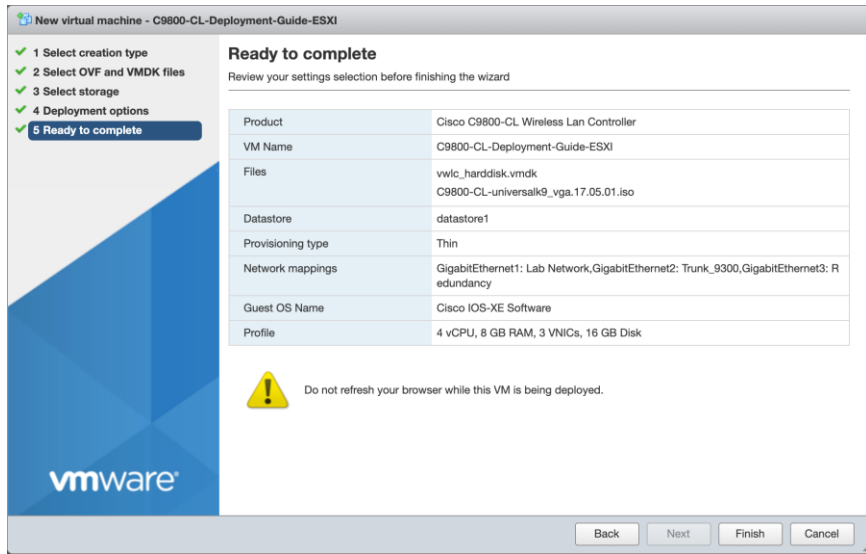 New virtual machine - C9800-CL-Deployment-Guide-ESXI
1 Select creation type
2 Select OVF and VMDK files
3 Select storage
4 Deployment options
5 Ready to complete
Ready to complete
Review your settings selection before finishing the wizard
Product Cisco C9800-CL Wireless Lan Controller
VM Name C9800-CL-Deployment-Guide-ESXI
Files vwlc_harddisk.vmdk
C9800-CL-universalk9_vga.17.05.01.iso
Datastore datastore1
Provisioning type Thin
Network mappings GigabitEthernet1: Lab Network,GigabitEthernet2: Trunk_9300,GigabitEthernet3: R
edundancy
Guest OS Name Cisco IOS-XE Software
Profile 4 vCPU, 8 GB RAM, 3 VNICs, 16 GB Disk
Do not refresh your browser while this VM is being deployed.
vmware®
Back Next Finish Cancel